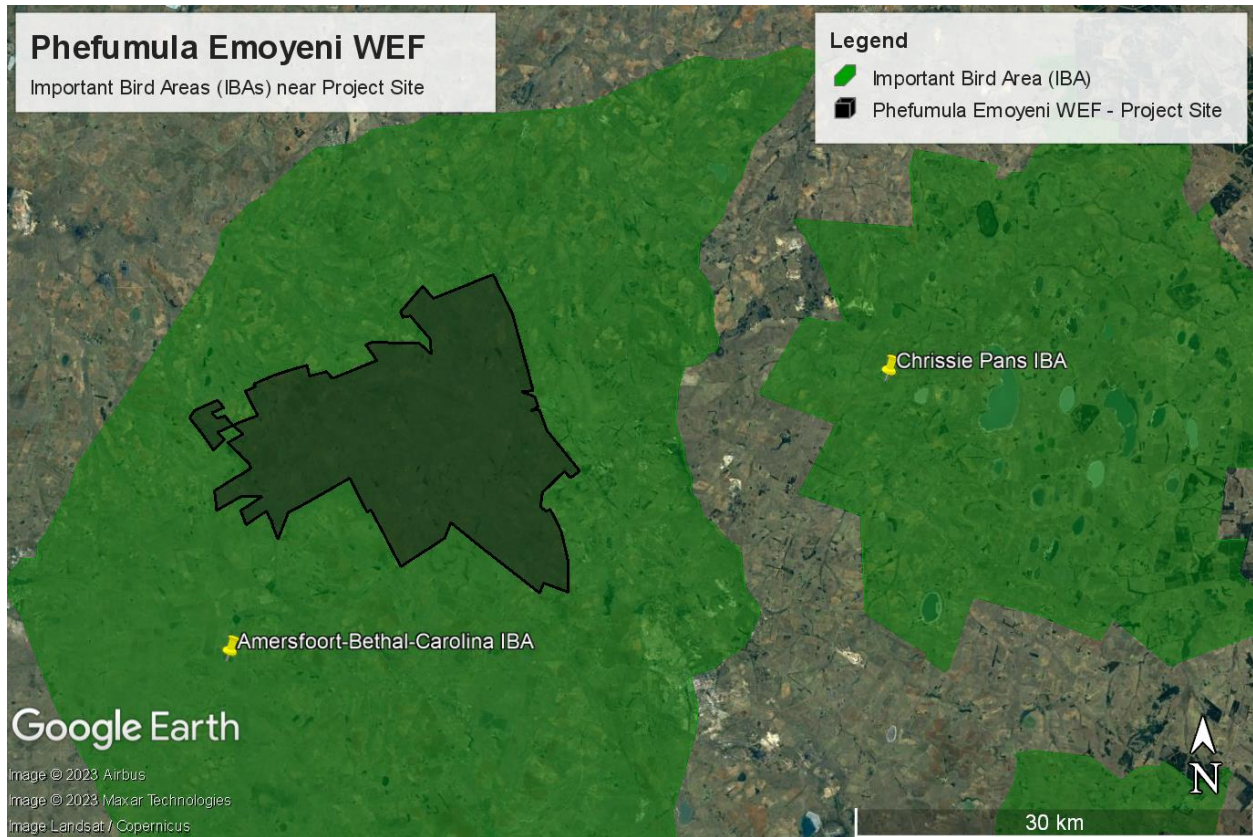 Phefumula Emoyeni WEF
Important Bird Areas (IBAs) near Project Site
Legend
Important Bird Area (IBA)
Phefumula Emoyeni WEF - Project Site
Chrissie Pans IBA
Amersfoort-Bethal-Carolina IBA
Google Earth
Image © 2023 Airbus
Image © 2023 Maxar Technologies
Image Landsat / Copernicus
N
30 km